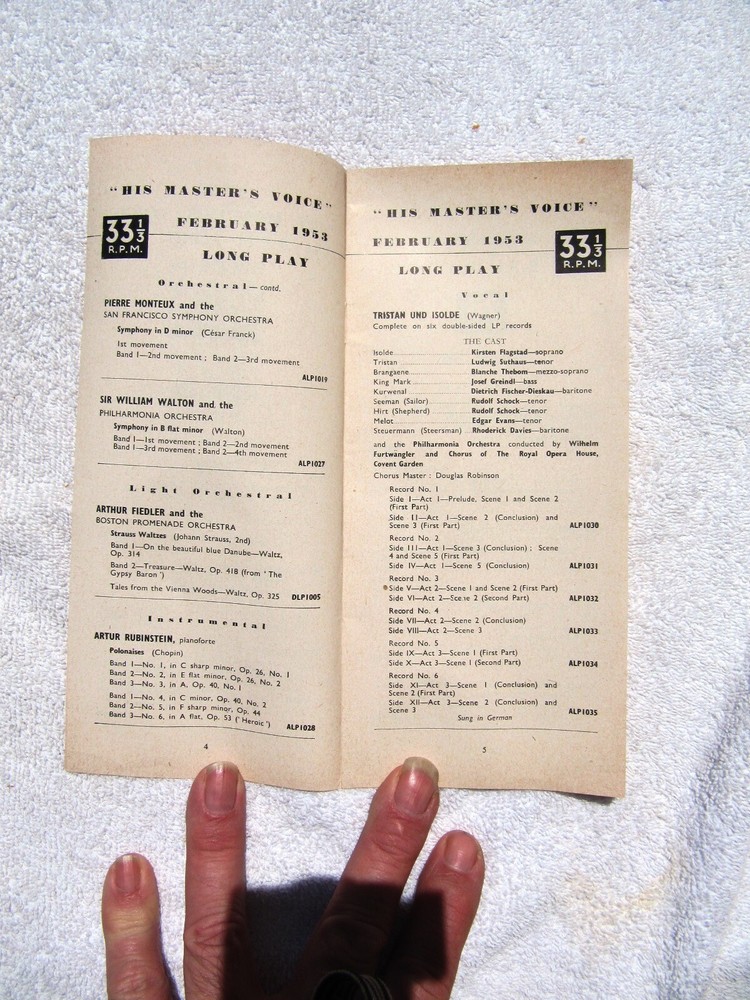 "HIS MASTER'S VOICE"
33 1/3
R.P.M.
FEBRUARY 1953
LONG PLAY
Orchestral—contd.
PIERRE MONTEUX and the
SAN FRANCISCO SYMPHONY ORCHESTRA
Symphony in D minor (César Franck)
1st movement
Band 1—2nd movement ; Band 2—3rd movement
ALP1019
SIR WILLIAM WALTON and the
PHILHARMONIA ORCHESTRA
Symphony in B flat minor (Walton)
Band 1—1st movement ; Band 2—2nd movement
Band 1—3rd movement ; Band 2—4th movement
ALP1027
Light Orchestral
ARTHUR FIEDLER and the
BOSTON PROMENADE ORCHESTRA
Strauss Waltzes (Johann Strauss, 2nd)
Band 1—On the beautiful blue Danube—Waltz,
Op. 314
Band 2—Treasure—Waltz, Op. 418 (from 'The
Gypsy Baron')
Tales from the Vienna Woods—Waltz, Op. 325 DLP1005
Instrumental
ARTUR RUBINSTEIN, pianoforte
Polonaises (Chopin)
Band 1—No. 1, in C sharp minor, Op. 26, No. 1
Band 2—No. 2, in E flat minor, Op. 26, No. 2
Band 3—No. 3, in A, Op. 40, No. 1
Band 1—No. 4, in C minor, Op. 40, No. 2
Band 2—No. 5, in F sharp minor, Op. 44
Band 3—No. 6, in A flat, Op. 53 ('Heroic') ALP1028
4
"HIS MASTER'S VOICE"
FEBRUARY 1953
33 1/3
R.P.M.
LONG PLAY
Vocal
TRISTAN UND ISOLDE (Wagner)
Complete on six double-sided LP records
THE CAST
Isolde Kirsten Flagstad—soprano
Tristan Ludwig Suthaus—tenor
Brangaene Blanche Thebom—mezzo-soprano
King Mark Josef Greindl—bass
Kurwenal Dietrich Fischer-Dieskau—baritone
Seeman (Sailor) Rudolf Schock—tenor
Hirt (Shepherd) Rudolf Schock—tenor
Melot Edgar Evans—tenor
Steuermann (Steersman) Rhoderick Davies—baritone
and the Philharmonia Orchestra conducted by Wilhelm
Furtwangler and Chorus of The Royal Opera House,
Covent Garden
Chorus Master : Douglas Robinson
Record No. 1
Side I—Act 1—Prelude, Scene 1 and Scene 2
(First Part)
Side II—Act 1—Scene 2 (Conclusion) and
Scene 3 (First Part) ALP1030
Record No. 2
Side III—Act 1—Scene 3 (Conclusion) ; Scene
4 and Scene 5 (First Part)
Side IV—Act 1—Scene 5 (Conclusion) ALP1031
Record No. 3
Side V—Act 2—Scene 1 and Scene 2 (First Part)
Side VI—Act 2—Scene 2 (Second Part) ALP1032
Record No. 4
Side VII—Act 2—Scene 2 (Conclusion)
Side VIII—Act 2—Scene 3 ALP1033
Record No. 5
Side IX—Act 3—Scene 1 (First Part)
Side X—Act 3—Scene 1 (Second Part) ALP1034
Record No. 6
Side XI—Act 3—Scene 1 (Conclusion) and
Scene 2 (First Part)
Side XII—Act 3—Scene 2 (Conclusion) and
Scene 3 ALP1035
Sung in German
5